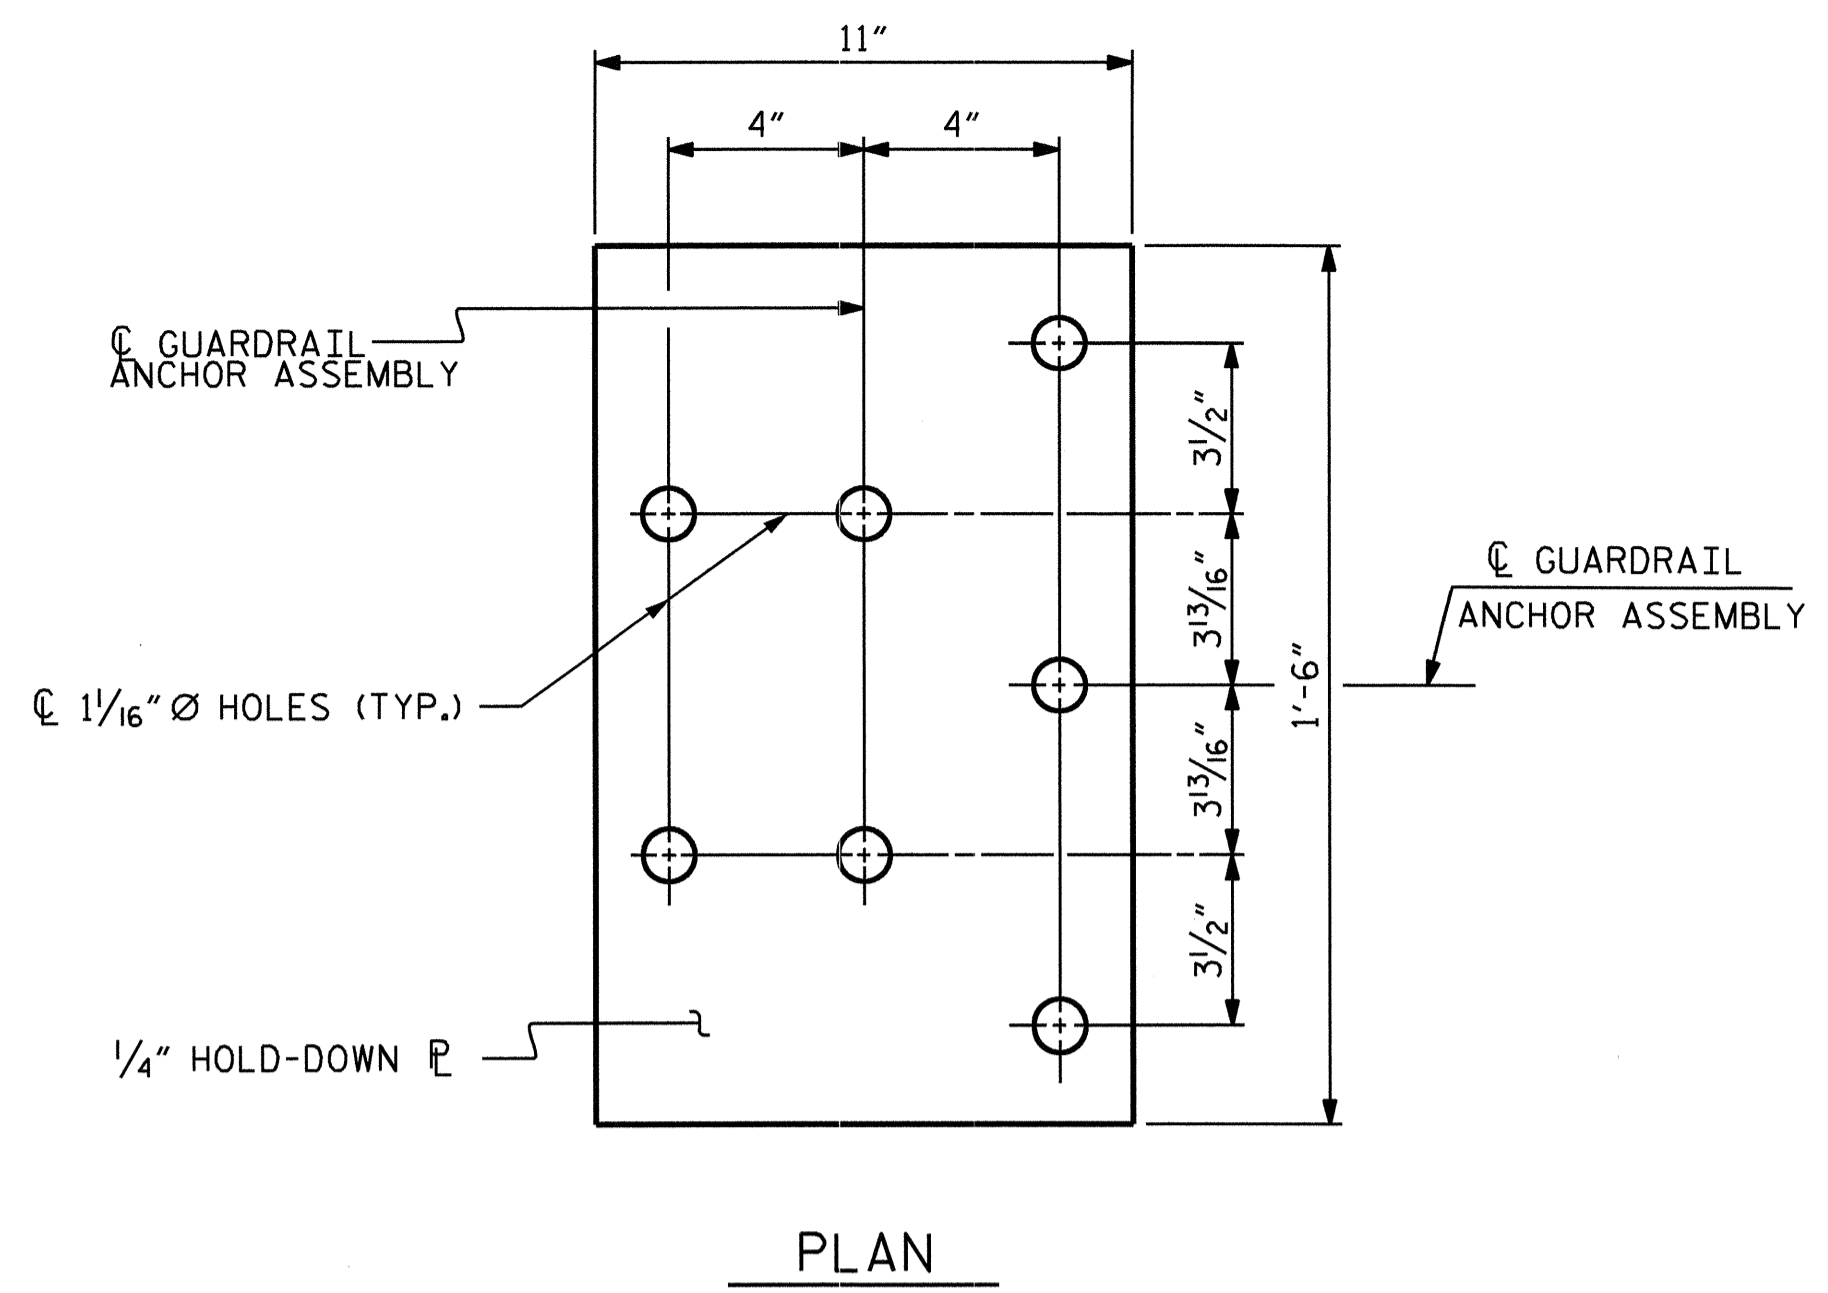 11"
4" 4"
℄ GUARDRAIL
ANCHOR ASSEMBLY
3 1/2"
3 13/16"
℄ GUARDRAIL
ANCHOR ASSEMBLY
1'-6"
℄ 1 1/16" Ø HOLES (TYP.)
3 13/16"
3 1/2"
1/4" HOLD-DOWN ⅊
PLAN